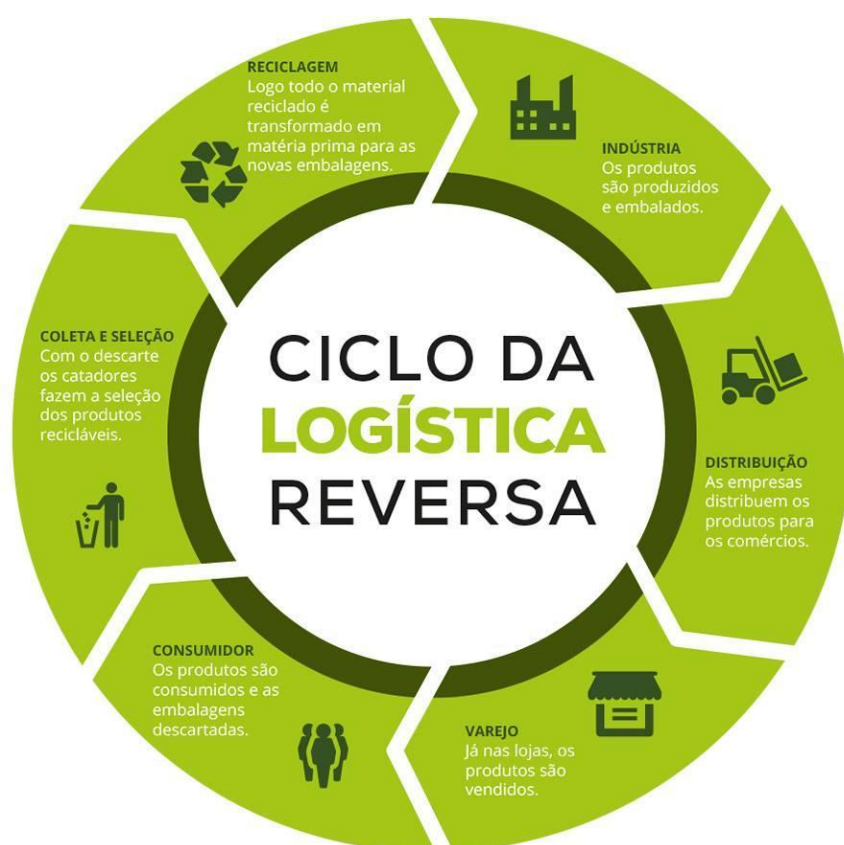 CICLO DA
LOGÍSTICA
REVERSA
INDÚSTRIA
Os produtos
são produzidos
e embalados.
DISTRIBUIÇÃO
As empresas
distribuem os
produtos para
os comércios.
VAREJO
Já nas lojas, os
produtos são
vendidos.
CONSUMIDOR
Os produtos são
consumidos e as
embalagens
descartadas.
COLETA E SELEÇÃO
Com o descarte
os catadores
fazem a seleção
dos produtos
recicláveis.
RECICLAGEM
Logo todo o material
reciclado é
transformado em
matéria prima para as
novas embalagens.